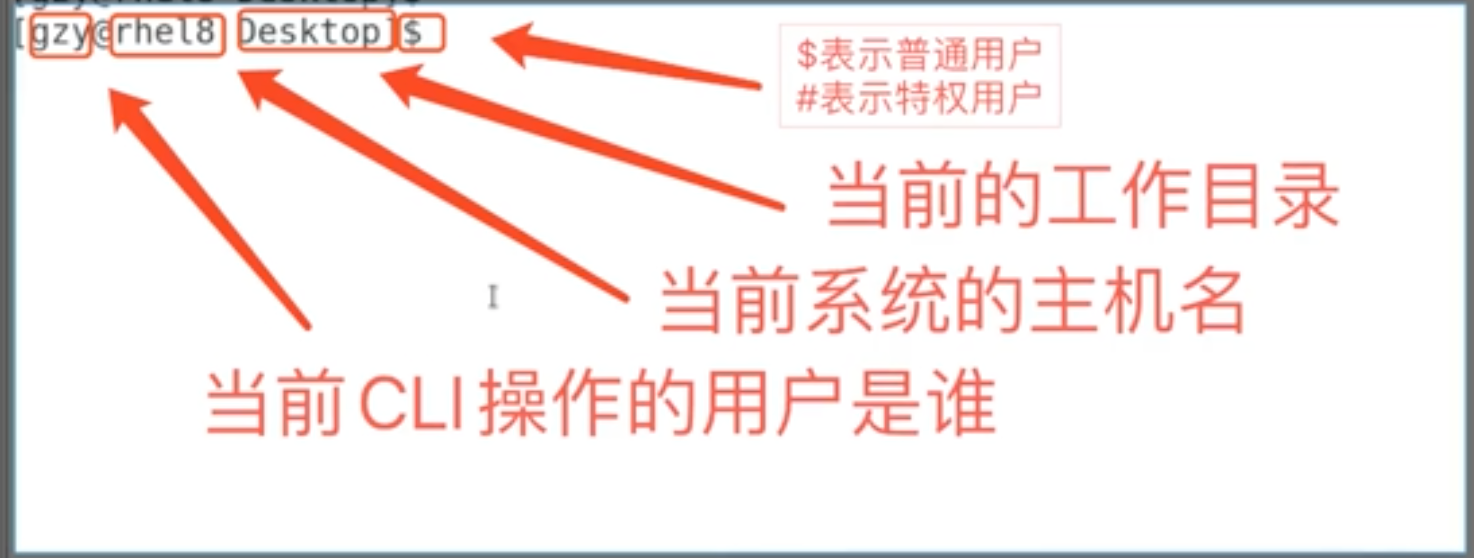 [gzy@rhel8 Desktop]$
$表示普通用户
#表示特权用户
当前的工作目录
当前系统的主机名
当前CLI操作的用户是谁